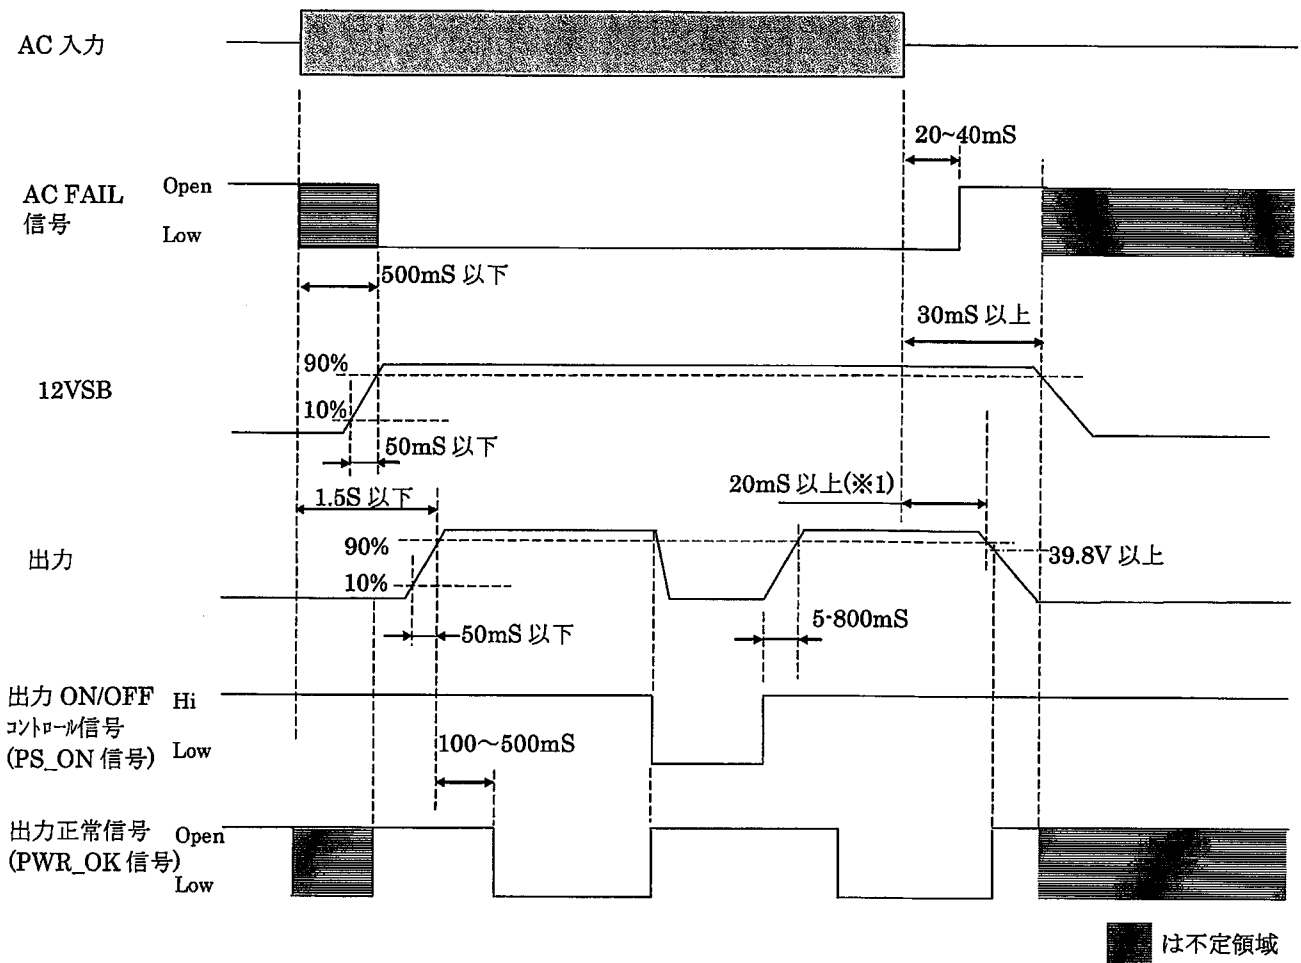 AC 入力
20~40mS
AC FAIL
信号
Open
Low
500mS 以下
30mS 以上
12VSB
90%
10%
50mS 以下
20mS 以上(※1)
1.5S 以下
出力
90%
10%
39.8V 以上
50mS 以下
5-800mS
出力 ON/OFF
コントロール信号
(PS_ON 信号)
Hi
Low
100～500mS
出力正常信号
(PWR_OK 信号)
Open
Low
は不定領域